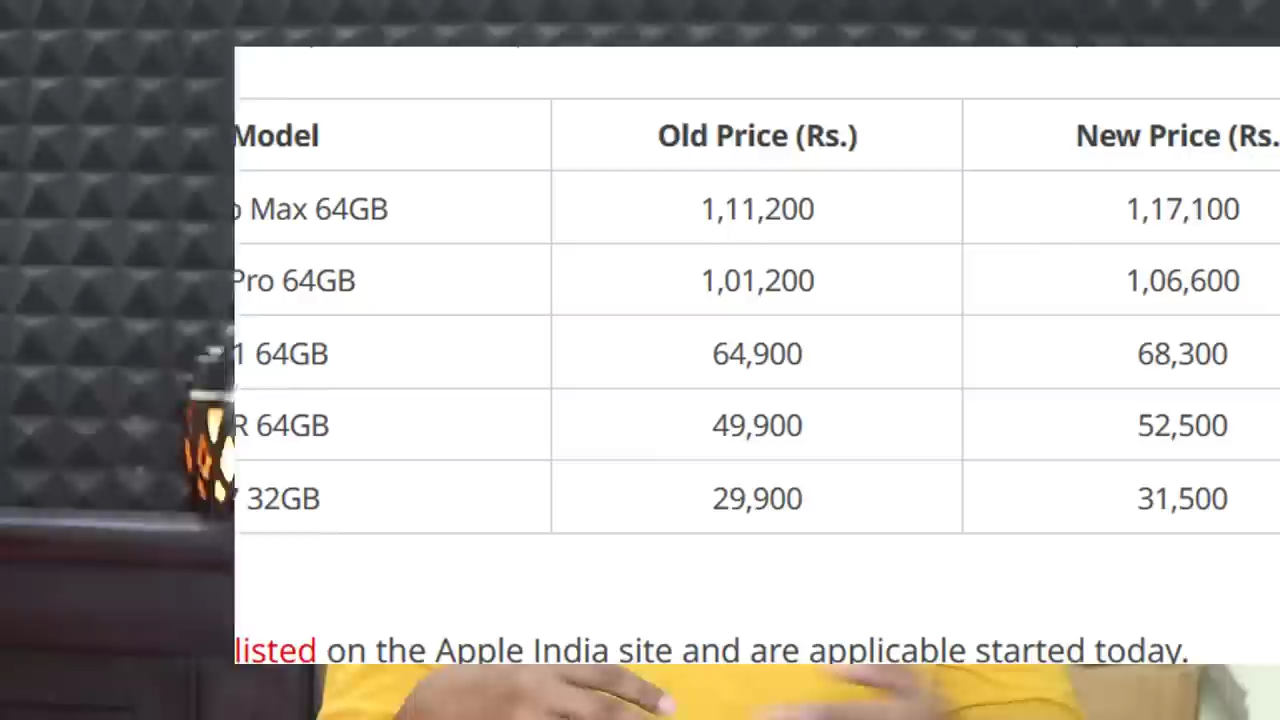 Model Old Price (Rs.) New Price (Rs.
Max 64GB 1,11,200 1,17,100
Pro 64GB 1,01,200 1,06,600
1 64GB 64,900 68,300
R 64GB 49,900 52,500
32GB 29,900 31,500
listed on the Apple India site and are applicable started today.